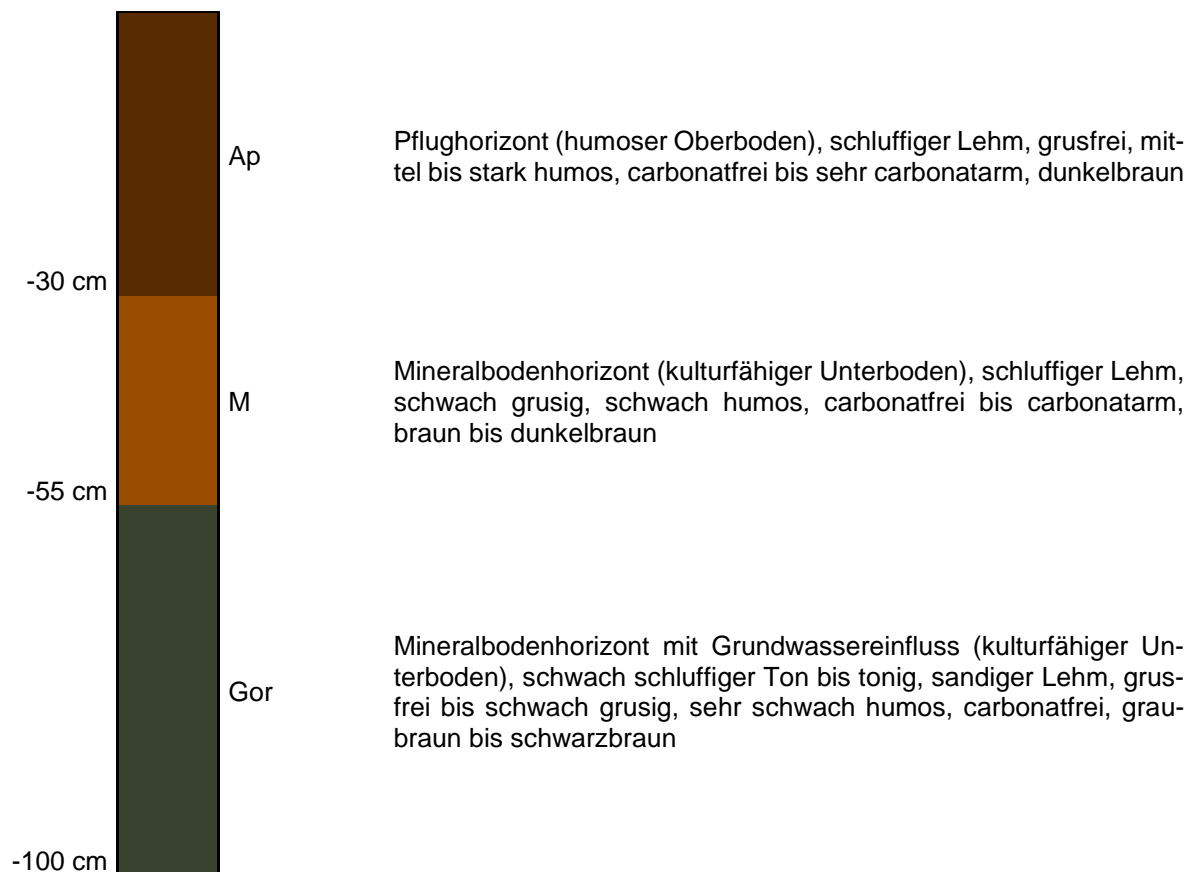 Ap
Pflughorizont (humoser Oberboden), schluffiger Lehm, grusfrei, mit-
tel bis stark humos, carbonatfrei bis sehr carbonatarm, dunkelbraun
-30 cm
M
Mineralbodenhorizont (kulturfähiger Unterboden), schluffiger Lehm,
schwach grusig, schwach humos, carbonatfrei bis carbonatarm,
braun bis dunkelbraun
-55 cm
Gor
Mineralbodenhorizont mit Grundwassereinfluss (kulturfähiger Un-
terboden), schwach schluffiger Ton bis tonig, sandiger Lehm, grus-
frei bis schwach grusig, sehr schwach humos, carbonatfrei, grau-
braun bis schwarzbraun
-100 cm